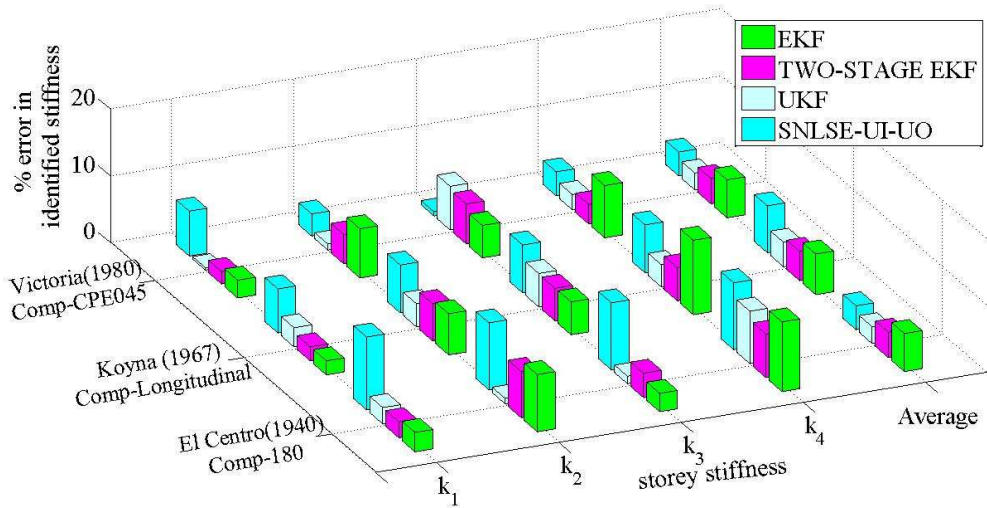 EKF
TWO-STAGE EKF
UKF
SNLSE-UI-UO
% error in
identified stiffness
20
10
0
Victoria(1980)
Comp-CPE045
Koyna (1967)
Comp-Longitudinal
El Centro(1940)
Comp-180
k1
k2
k3
k4
Average
storey stiffness